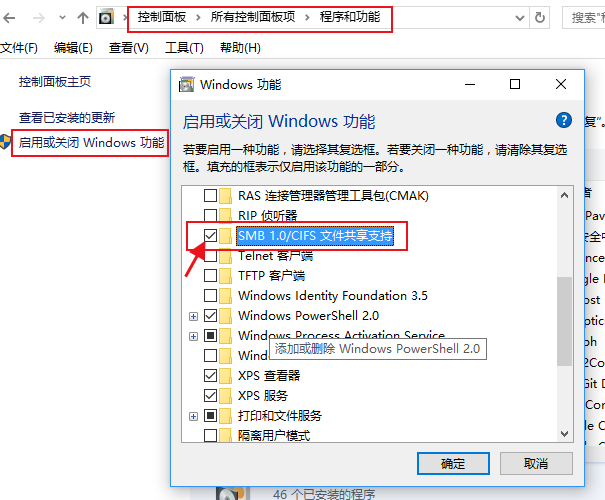 控制面板 > 所有控制面板项 > 程序和功能
搜索"程
文件(F) 编辑(E) 查看(V) 工具(T) 帮助(H)
控制面板主页
查看已安装的更新
启用或关闭 Windows 功能
Windows 功能
启用或关闭 Windows 功能
若要启用一种功能，请选择其复选框。若要关闭一种功能，请清除其复选框。填充的框表示仅启用该功能的一部分。
复"。
RAS 连接管理器管理工具包(CMAK)
RIP 侦听器
SMB 1.0/CIFS 文件共享支持
Telnet 客户端
TFTP 客户端
Windows Identity Foundation 3.5
Windows PowerShell 2.0
Windows Process Activation Service
添加或删除 Windows PowerShell 2.0
XPS 查看器
XPS 服务
打印和文件服务
隔离用户模式
确定 取消
46 个已安装的程序